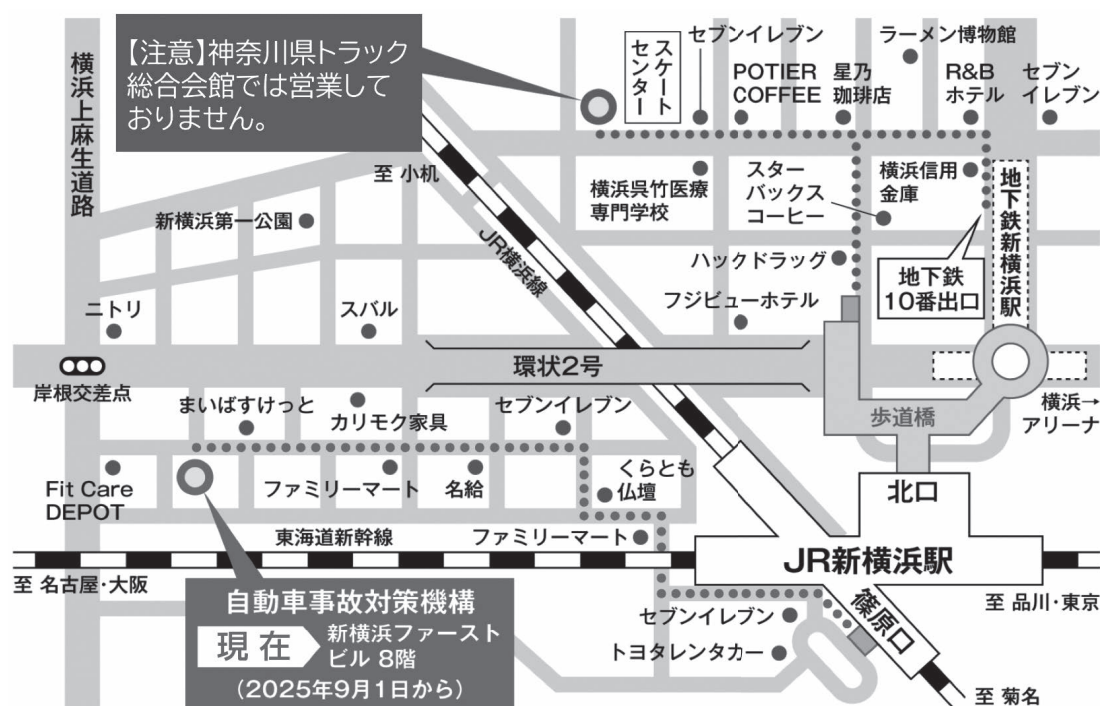 【注意】神奈川県トラック
総合会館では営業して
おりません。
横浜上麻生道路
スケート
センター
セブンイレブン
POTIER
COFFEE
星乃
珈琲店
ラーメン博物館
R&B
ホテル
セブン
イレブン
至 小机
新横浜第一公園
JR横浜線
横浜呉竹医療
専門学校
スター
バックス
コーヒー
横浜信用
金庫
地下鉄新横浜駅
ハックドラッグ
地下鉄
10番出口
フジビューホテル
ニトリ
スバル
環状2号
岸根交差点
まいばすけっと
カリモク家具
セブンイレブン
歩道橋
横浜→
アリーナ
Fit Care
DEPOT
ファミリーマート
名給
くらとも
仏壇
北口
東海道新幹線
ファミリーマート
JR新横浜駅
至 名古屋・大阪
至 品川・東京
自動車事故対策機構
現在
新横浜ファースト
ビル 8階
(2025年9月1日から)
セブンイレブン
トヨタレンタカー
篠原口
至 菊名